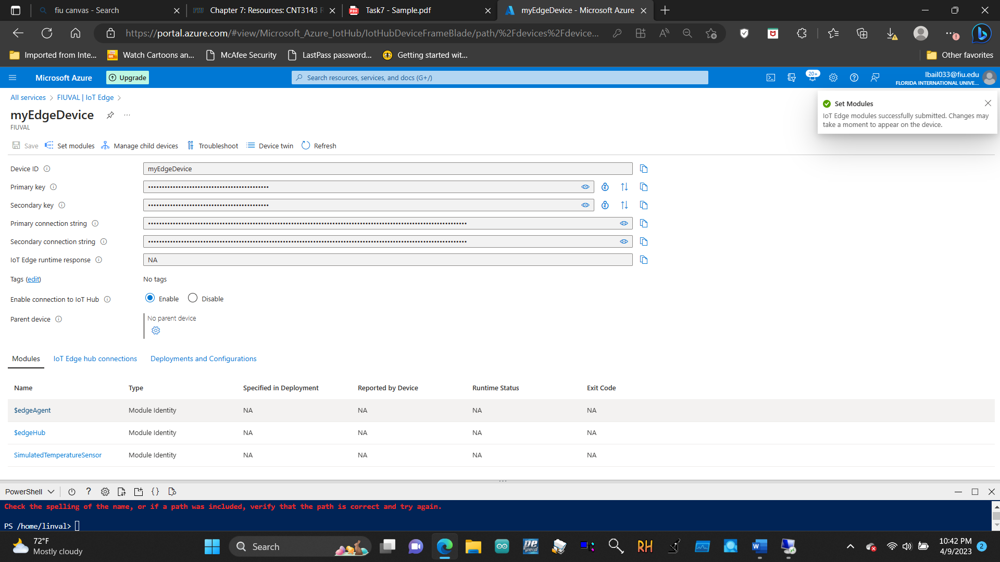 fiu canvas - Search
Chapter 7: Resources: CNT3143 R
Task7 - Sample.pdf
myEdgeDevice - Microsoft Azure
https://portal.azure.com/#view/Microsoft_Azure_IotHub/IotHubDeviceFrameBlade/path/%2Fdevices%2Fdevice...
Imported from Inte...
Watch Cartoons an...
McAfee Security
LastPass password...
Getting started wit...
Other favorites
Microsoft Azure
Upgrade
Search resources, services, and docs (G+/)
20+
lbail033@fiu.edu
FLORIDA INTERNATIONAL UNIVE...
All services > FIUVAL | IoT Edge >
myEdgeDevice
FIUVAL
Set Modules
IoT Edge modules successfully submitted. Changes may
take a moment to appear on the device.
Save Set modules Manage child devices Troubleshoot Device twin Refresh
Device ID myEdgeDevice
Primary key
Secondary key
Primary connection string
Secondary connection string
IoT Edge runtime response NA
Tags (edit) No tags
Enable connection to IoT Hub Enable Disable
Parent device No parent device
Modules IoT Edge hub connections Deployments and Configurations
Name Type Specified in Deployment Reported by Device Runtime Status Exit Code
$edgeAgent Module Identity NA NA NA NA
$edgeHub Module Identity NA NA NA NA
SimulatedTemperatureSensor Module Identity NA NA NA NA
PowerShell
Check the spelling of the name, or if a path was included, verify that the path is correct and try again.
PS /home/linval>
72°F
Mostly cloudy
Search
RH
10:42 PM
4/9/2023
2